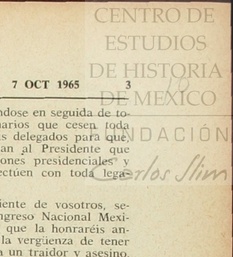 CENTRO DE
ESTUDIOS
DE HISTORIA
DE MEXICO
FUNDACIÓN
Carlos Slim
7 OCT 1965 3
ndose en seguida de to-
narios que cesen toda
s delegados para que
an al Presidente que
ones presidenciales y
ectúen con toda lega-
iente de vosotros, se-
ngreso Nacional Mexi-
que la honraréis an-
la vergüenza de tener
a un traidor y asesino.